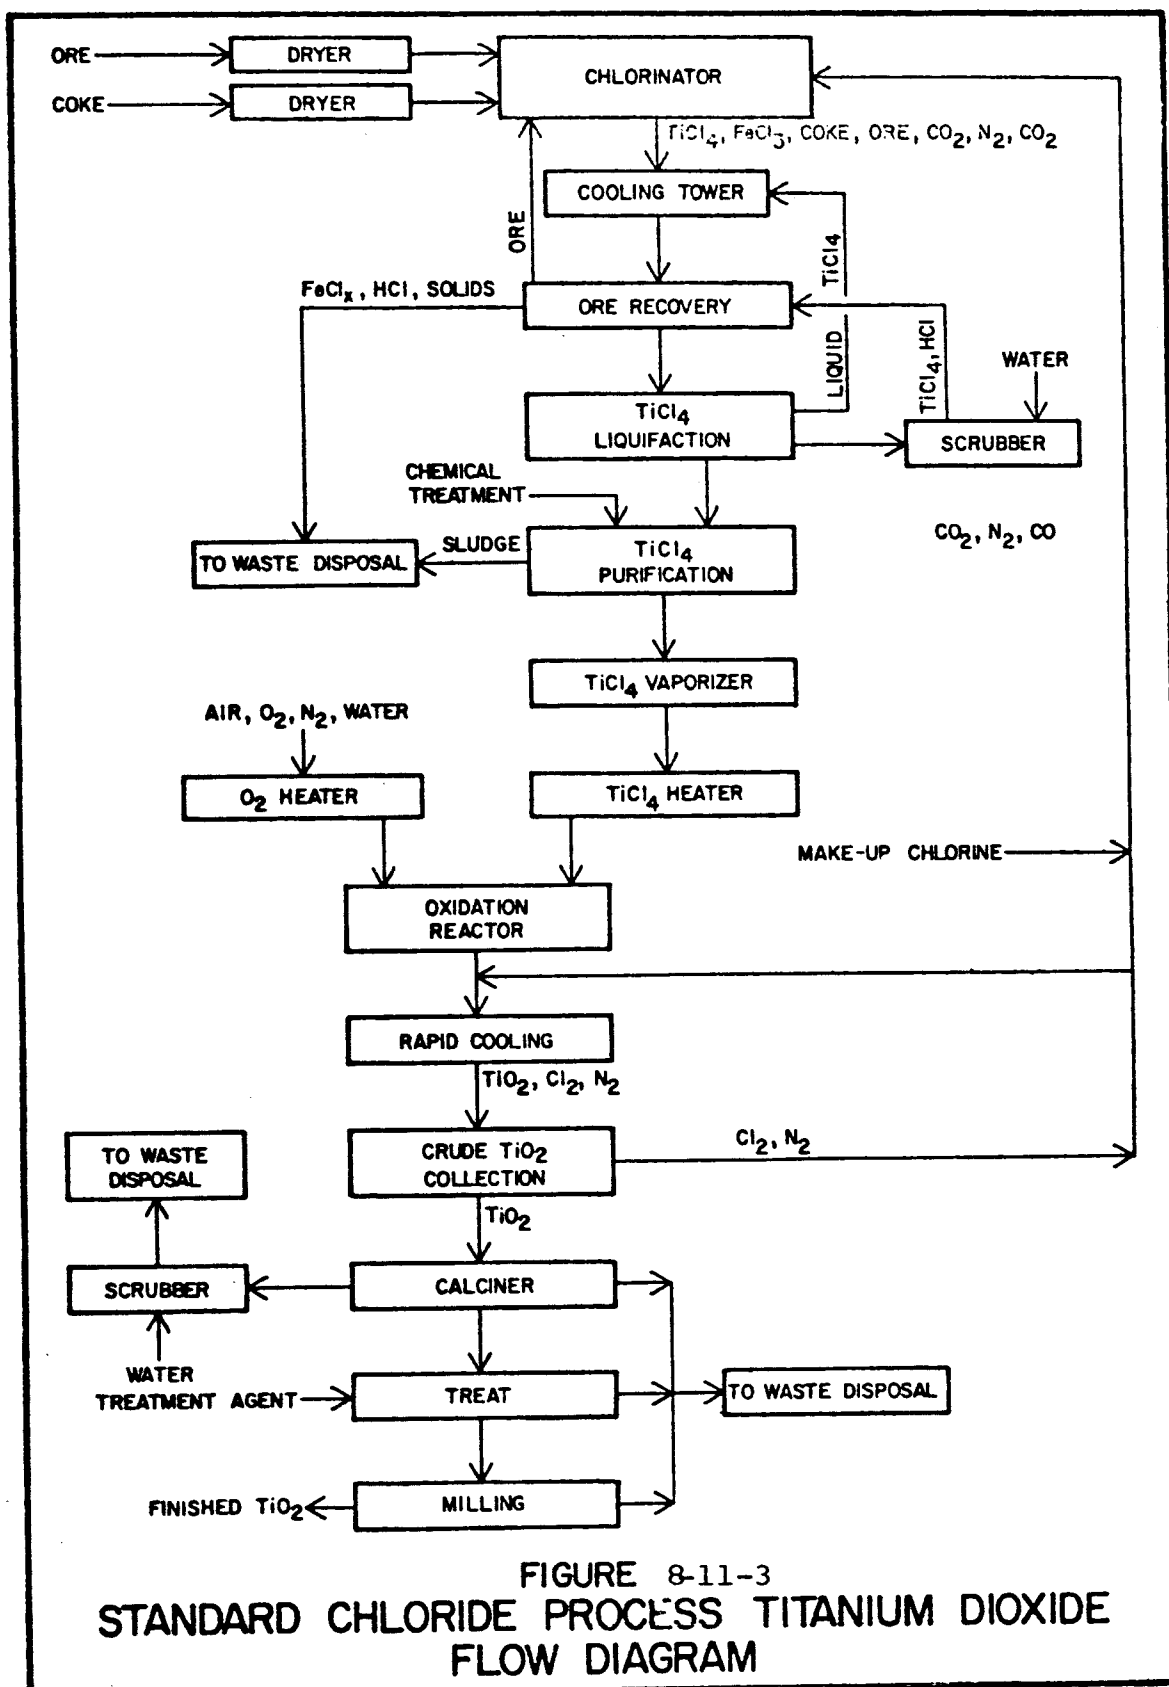 ORE
DRYER
CHLORINATOR
COKE
DRYER
TiCl4, FeCl3, COKE, ORE, CO2, N2, CO2
COOLING TOWER
ORE
TiCl4
FeClx, HCl, SOLIDS
ORE RECOVERY
LIQUID
TiCl4, HCl
WATER
TiCl4
LIQUIFACTION
SCRUBBER
CHEMICAL
TREATMENT
CO2, N2, CO
SLUDGE
TO WASTE DISPOSAL
TiCl4
PURIFICATION
TiCl4 VAPORIZER
AIR, O2, N2, WATER
O2 HEATER
TiCl4 HEATER
MAKE-UP CHLORINE
OXIDATION
REACTOR
RAPID COOLING
TiO2, Cl2, N2
TO WASTE
DISPOSAL
CRUDE TiO2
COLLECTION
Cl2, N2
TiO2
SCRUBBER
CALCINER
WATER
TREATMENT AGENT
TREAT
TO WASTE DISPOSAL
FINISHED TiO2
MILLING
FIGURE 8-11-3
STANDARD CHLORIDE PROCESS TITANIUM DIOXIDE
FLOW DIAGRAM